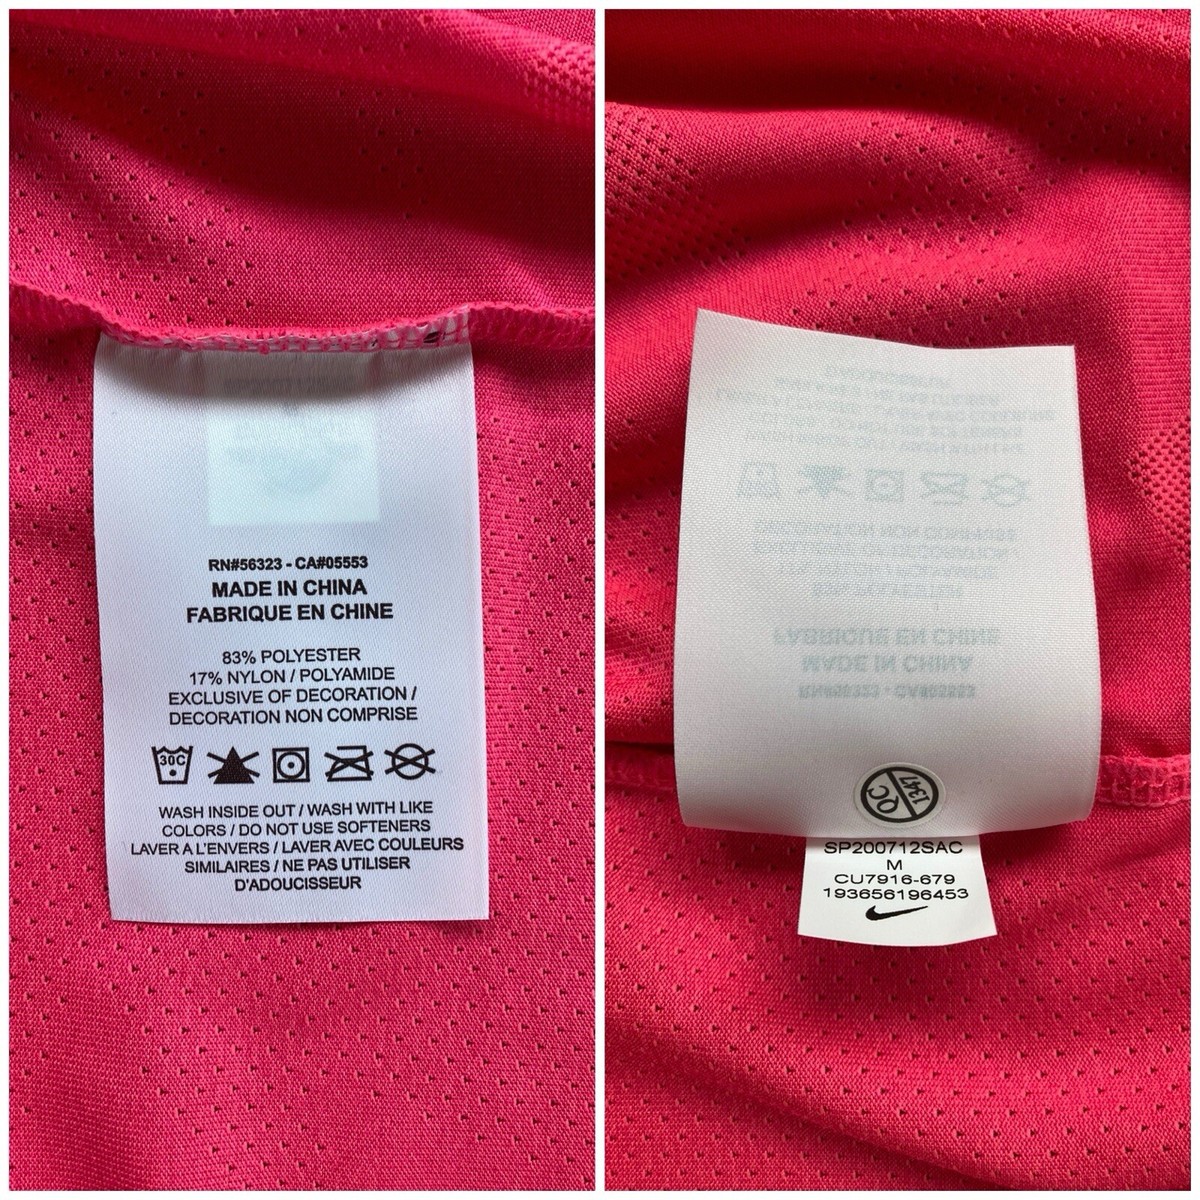 RN#56323 - CA#05553
MADE IN CHINA
FABRIQUE EN CHINE
83% POLYESTER
17% NYLON / POLYAMIDE
EXCLUSIVE OF DECORATION /
DECORATION NON COMPRISE
30C
WASH INSIDE OUT / WASH WITH LIKE
COLORS / DO NOT USE SOFTENERS
LAVER A L'ENVERS / LAVER AVEC COULEURS
SIMILAIRES / NE PAS UTILISER
D'ADOUCISSEUR
QC
1347
SP200712SAC
M
CU7916-679
193656196453